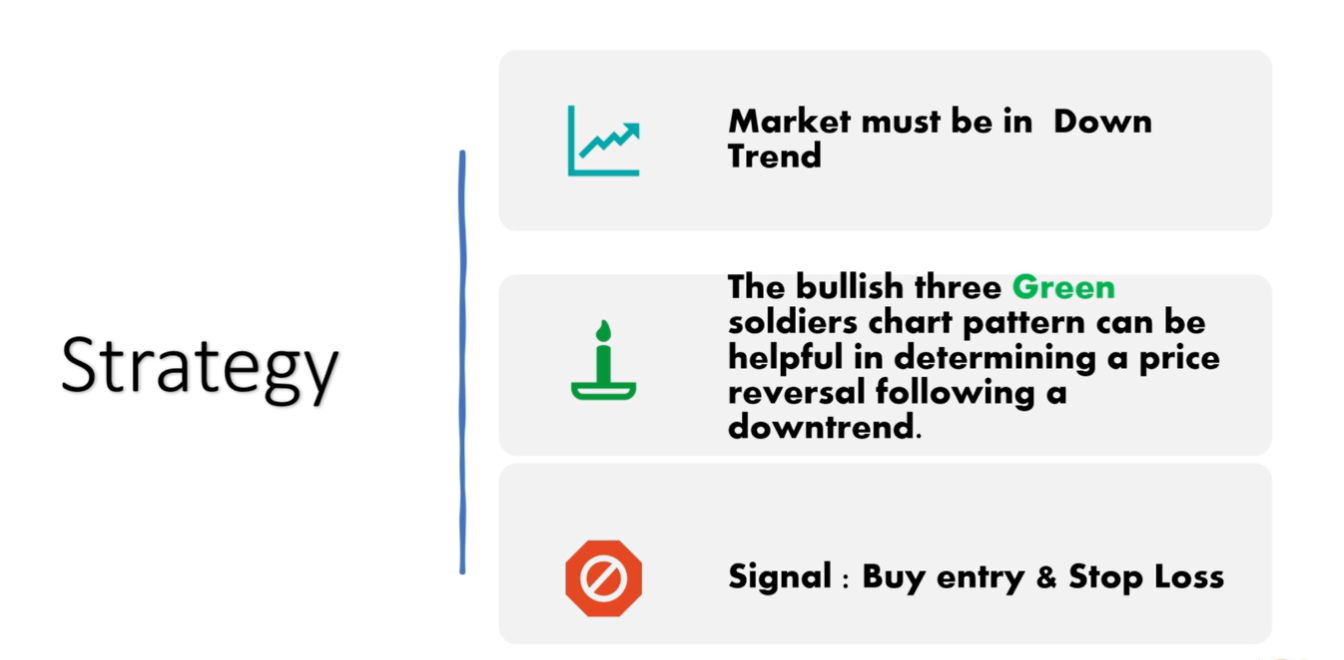 Strategy
Market must be in  Down
Trend
The bullish three Green
soldiers chart pattern can be
helpful in determining a price
reversal following a
downtrend.
Signal : Buy entry & Stop Loss